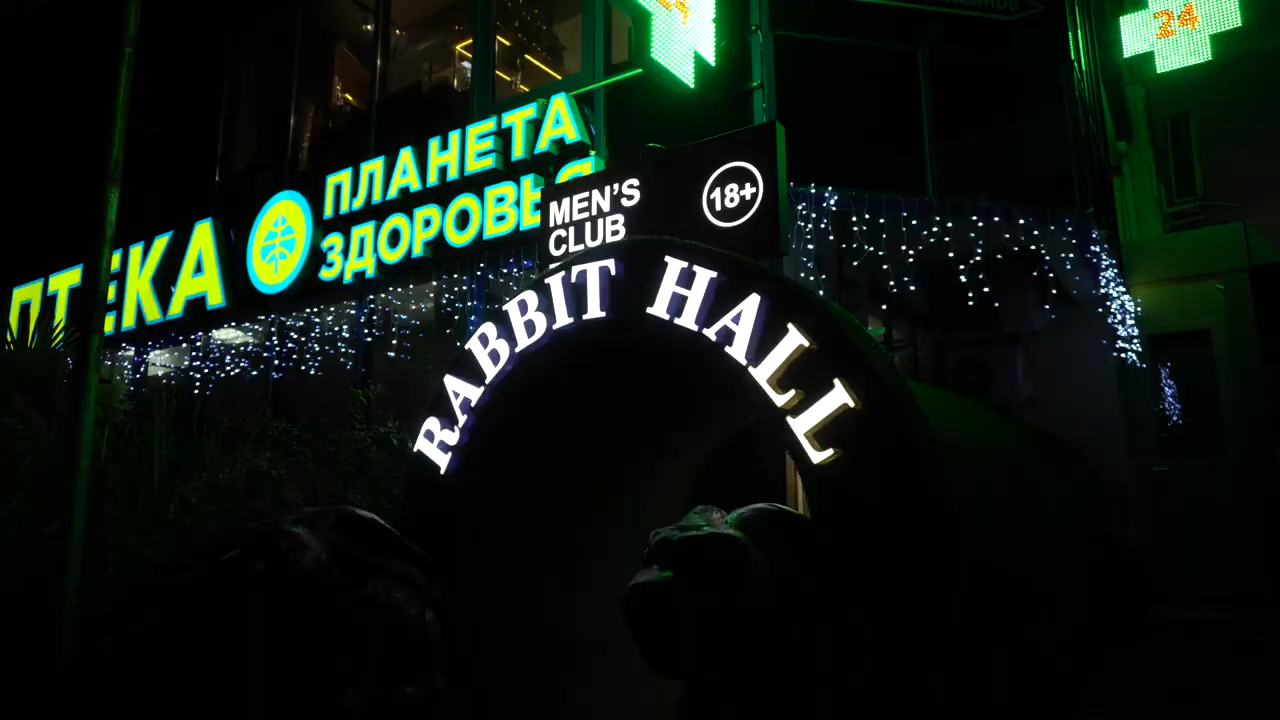 ПТЕКА
ПЛАНЕТА
ЗДОРОВЬЯ
MEN'S
CLUB
18+
RABBIT HALL
24